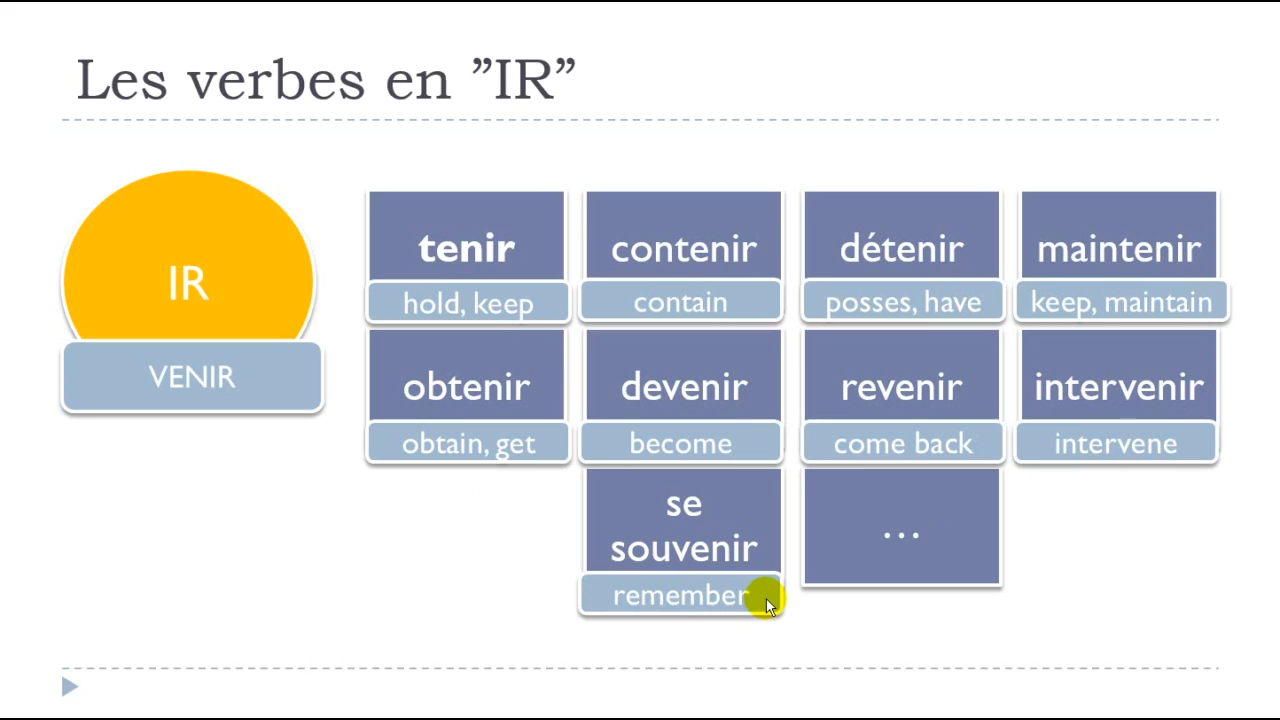 Les verbes en ”IR”
IR
VENIR
tenir
hold, keep
contenir
contain
détenir
posses, have
maintenir
keep, maintain
obtenir
obtain, get
devenir
become
revenir
come back
intervenir
intervene
se
souvenir
remember
...